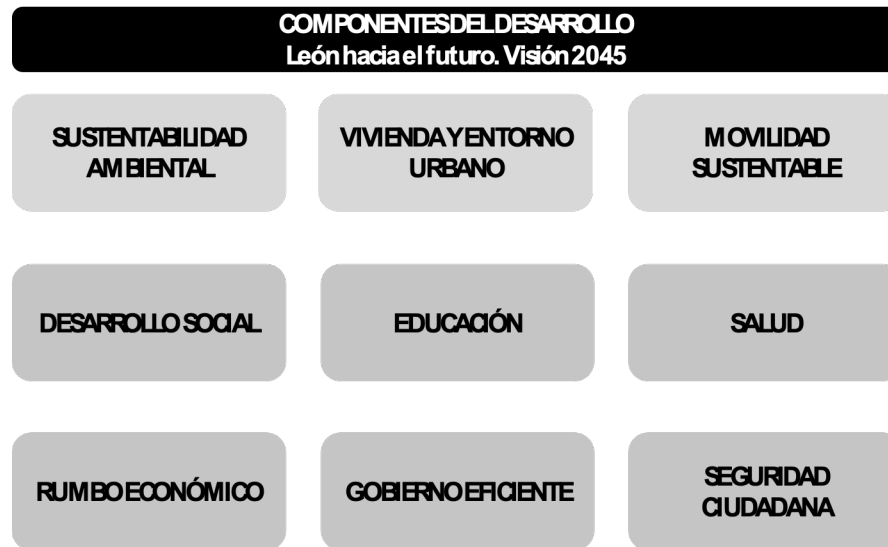 COMPONENTES DEL DESARROLLO
León hacia el futuro. Visión 2045
SUSTENTABILIDAD
AMBIENTAL
VIVIENDA Y ENTORNO
URBANO
MOVILIDAD
SUSTENTABLE
DESARROLLO SOCIAL
EDUCACIÓN
SALUD
RUMBO ECONÓMICO
GOBIERNO EFICIENTE
SEGURIDAD
CIUDADANA